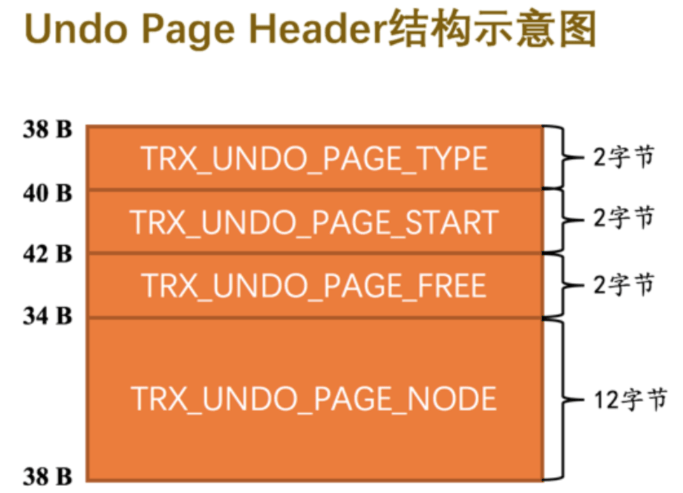 Undo Page Header结构示意图
38 B
TRX_UNDO_PAGE_TYPE
2字节
40 B
TRX_UNDO_PAGE_START
2字节
42 B
TRX_UNDO_PAGE_FREE
2字节
34 B
TRX_UNDO_PAGE_NODE
12字节
38 B